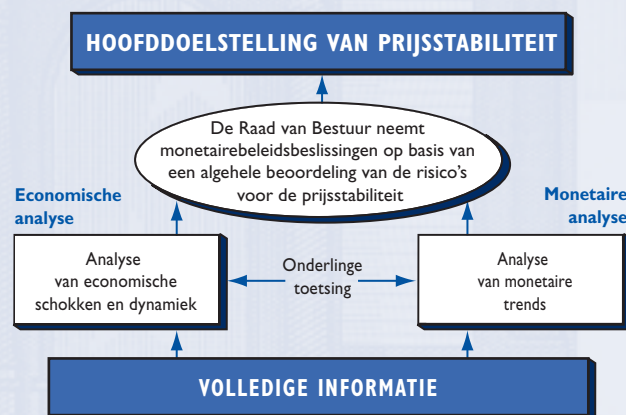 HOOFDDOELSTELLING VAN PRIJSSTABILITEIT
De Raad van Bestuur neemt
monetairebeleidsbeslissingen op basis van
een algehele beoordeling van de risico's
voor de prijsstabiliteit
Economische
analyse
Monetaire
analyse
Analyse
van economische
schokken en dynamiek
Onderlinge
toetsing
Analyse
van monetaire
trends
VOLLEDIGE INFORMATIE